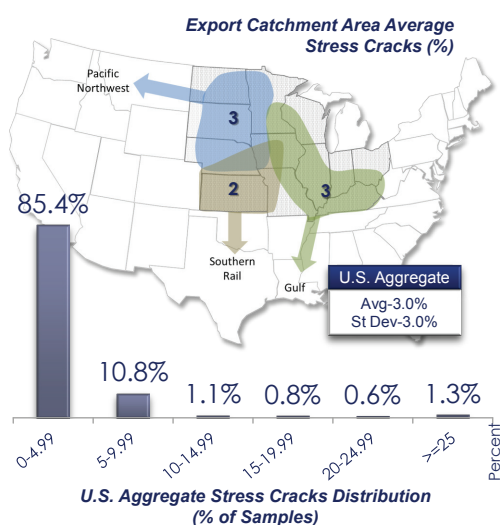 Export Catchment Area Average
Stress Cracks (%)
Pacific
Northwest
3
2
3
Southern
Rail
Gulf
U.S. Aggregate
Avg-3.0%
St Dev-3.0%
85.4%
10.8%
1.1%
0.8%
0.6%
1.3%
0-4.99
5-9.99
10-14.99
15-19.99
20-24.99
>=25
Percent
U.S. Aggregate Stress Cracks Distribution
(% of Samples)